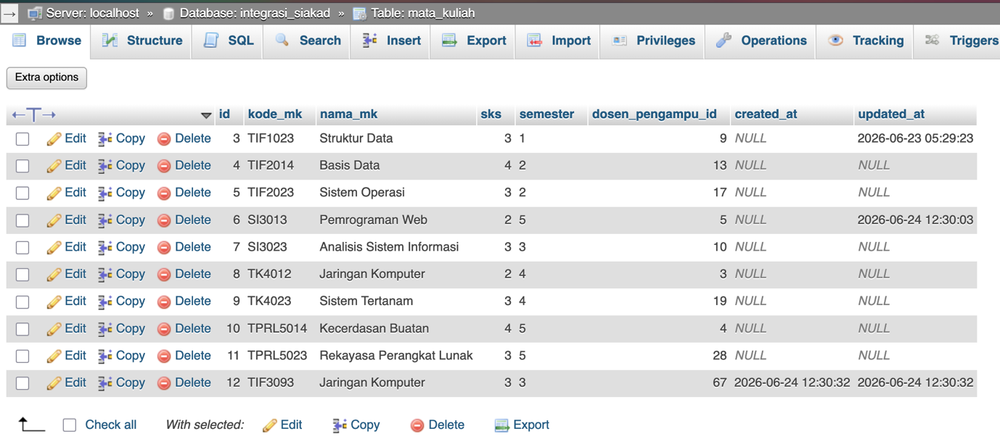 Server: localhost » Database: integrasi_siakad » Table: mata_kuliah
Browse Structure SQL Search Insert Export Import Privileges Operations Tracking Triggers
Extra options
id kode_mk nama_mk sks semester dosen_pengampu_id created_at updated_at
Edit Copy Delete 3 TIF1023 Struktur Data 3 1 9 NULL 2026-06-23 05:29:23
Edit Copy Delete 4 TIF2014 Basis Data 4 2 13 NULL NULL
Edit Copy Delete 5 TIF2023 Sistem Operasi 3 2 17 NULL NULL
Edit Copy Delete 6 SI3013 Pemrograman Web 2 5 5 NULL 2026-06-24 12:30:03
Edit Copy Delete 7 SI3023 Analisis Sistem Informasi 3 3 10 NULL NULL
Edit Copy Delete 8 TK4012 Jaringan Komputer 2 4 3 NULL NULL
Edit Copy Delete 9 TK4023 Sistem Tertanam 3 4 19 NULL NULL
Edit Copy Delete 10 TPRL5014 Kecerdasan Buatan 4 5 4 NULL NULL
Edit Copy Delete 11 TPRL5023 Rekayasa Perangkat Lunak 3 5 28 NULL NULL
Edit Copy Delete 12 TIF3093 Jaringan Komputer 3 3 67 2026-06-24 12:30:32 2026-06-24 12:30:32
Check all With selected: Edit Copy Delete Export